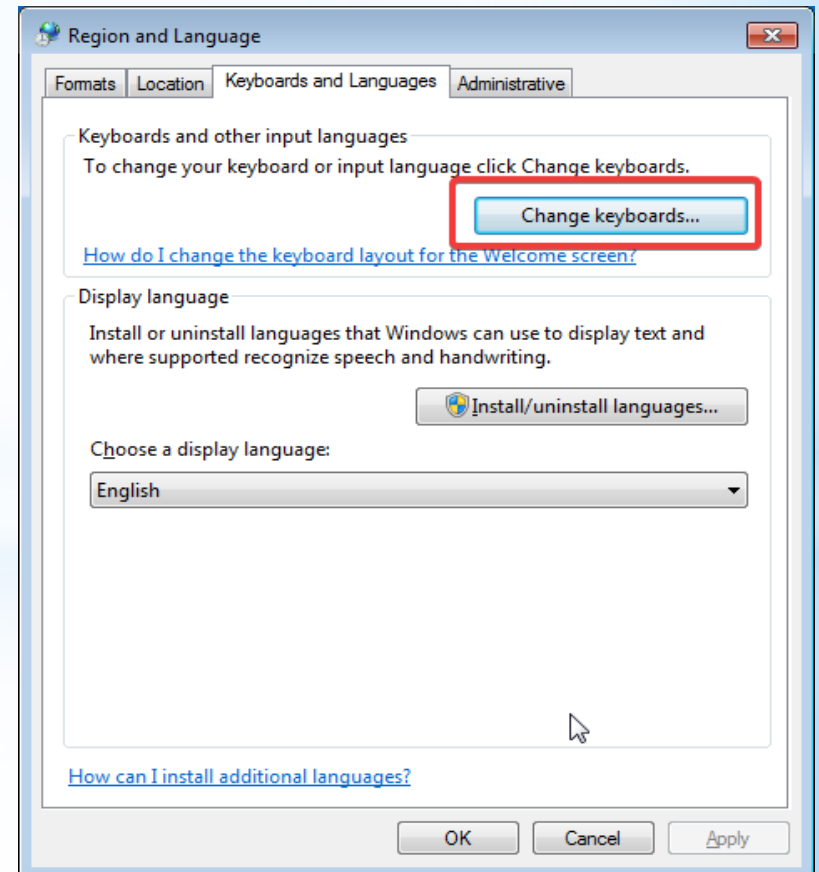 Region and Language
Formats Location Keyboards and Languages Administrative
Keyboards and other input languages
To change your keyboard or input language click Change keyboards.
Change keyboards...
How do I change the keyboard layout for the Welcome screen?
Display language
Install or uninstall languages that Windows can use to display text and
where supported recognize speech and handwriting.
Install/uninstall languages...
Choose a display language:
English
How can I install additional languages?
OK Cancel Apply